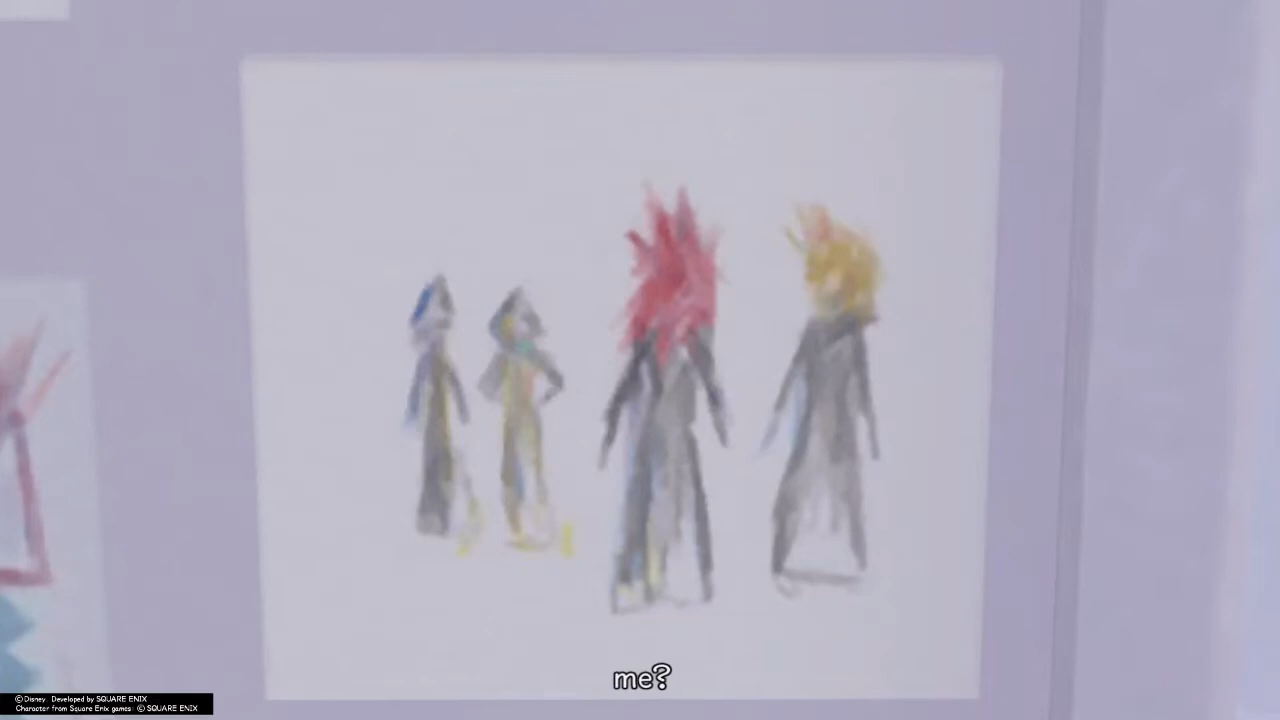 me?
©Disney. Developed by SQUARE ENIX
Character from Square Enix games: © SQUARE ENIX